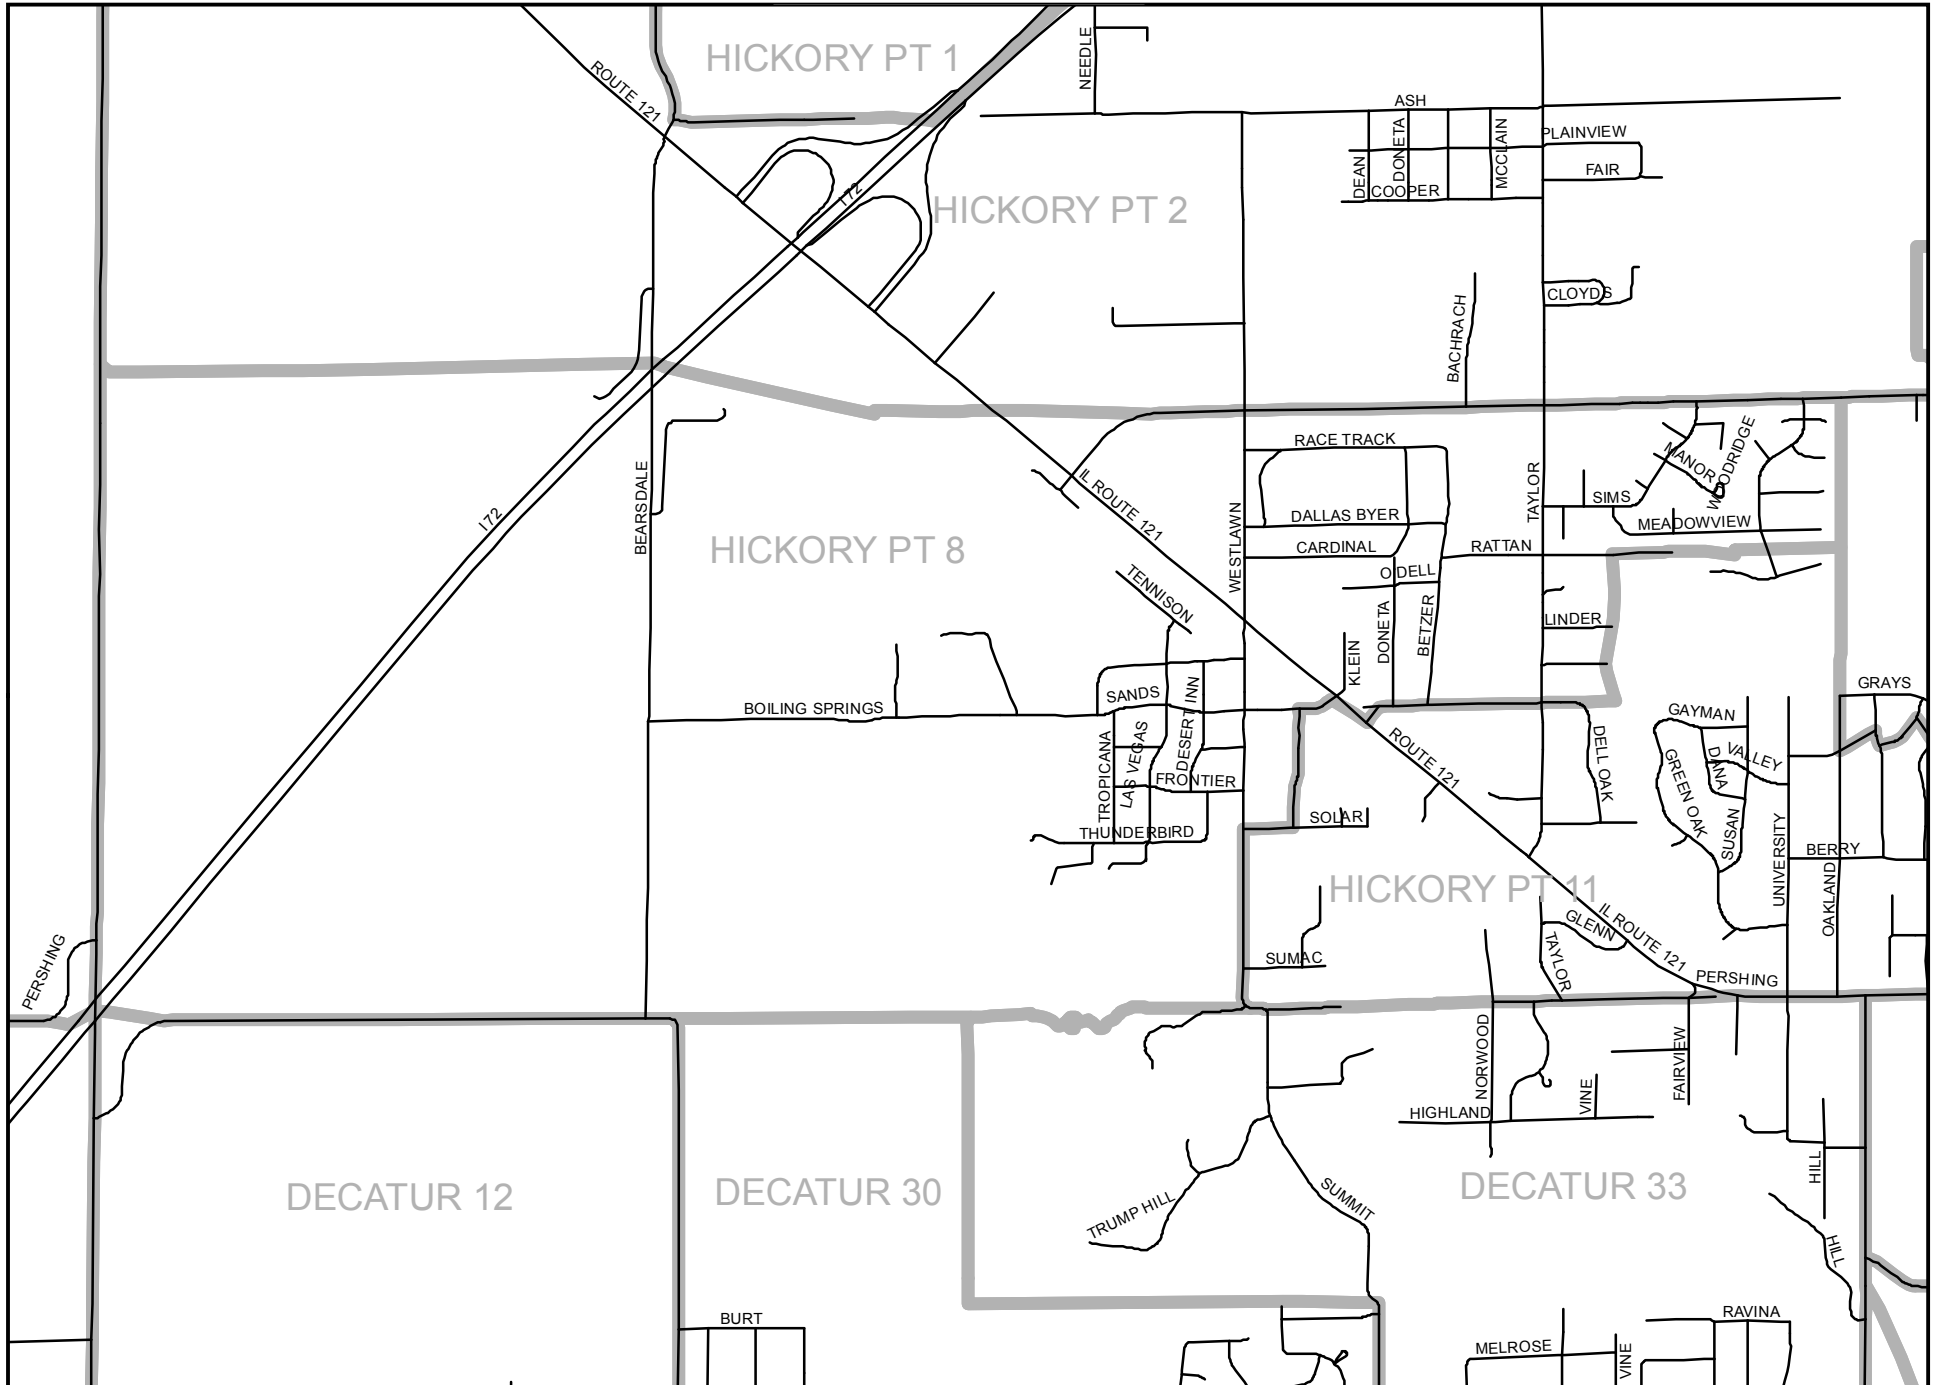 HICKORY PT 1
NEEDLE
ROUTE 121
ASH
DONETA
MCCLAIN
PLAINVIEW
DEAN
FAIR
COOPER
I 72
HICKORY PT 2
CLOYDS
BACHRACH
RACE TRACK
WOODRIDGE
MANOR
BEARSDALE
TAYLOR
IL ROUTE 121
SIMS
I 72
DALLAS BYER
MEADOWVIEW
WESTLAWN
HICKORY PT 8
CARDINAL
RATTAN
O DELL
TENNISON
DONETA
BETZER
LINDER
KLEIN
SANDS
DESERT INN
GRAYS
BOILING SPRINGS
GAYMAN
TROPICANA
LAS VEGAS
ROUTE 121
DELL OAK
DANA
VALLEY
GREEN OAK
FRONTIER
SOLAR
SUSAN
UNIVERSITY
THUNDERBIRD
BERRY
OAKLAND
HICKORY PT 11
GLENN
IL ROUTE 121
PERSHING
SUMAC
TAYLOR
PERSHING
NORWOOD
FAIRVIEW
VINE
HIGHLAND
HILL
DECATUR 12
DECATUR 30
DECATUR 33
TRUMP HILL
SUMMIT
HILL
BURT
RAVINA
MELROSE
VINE